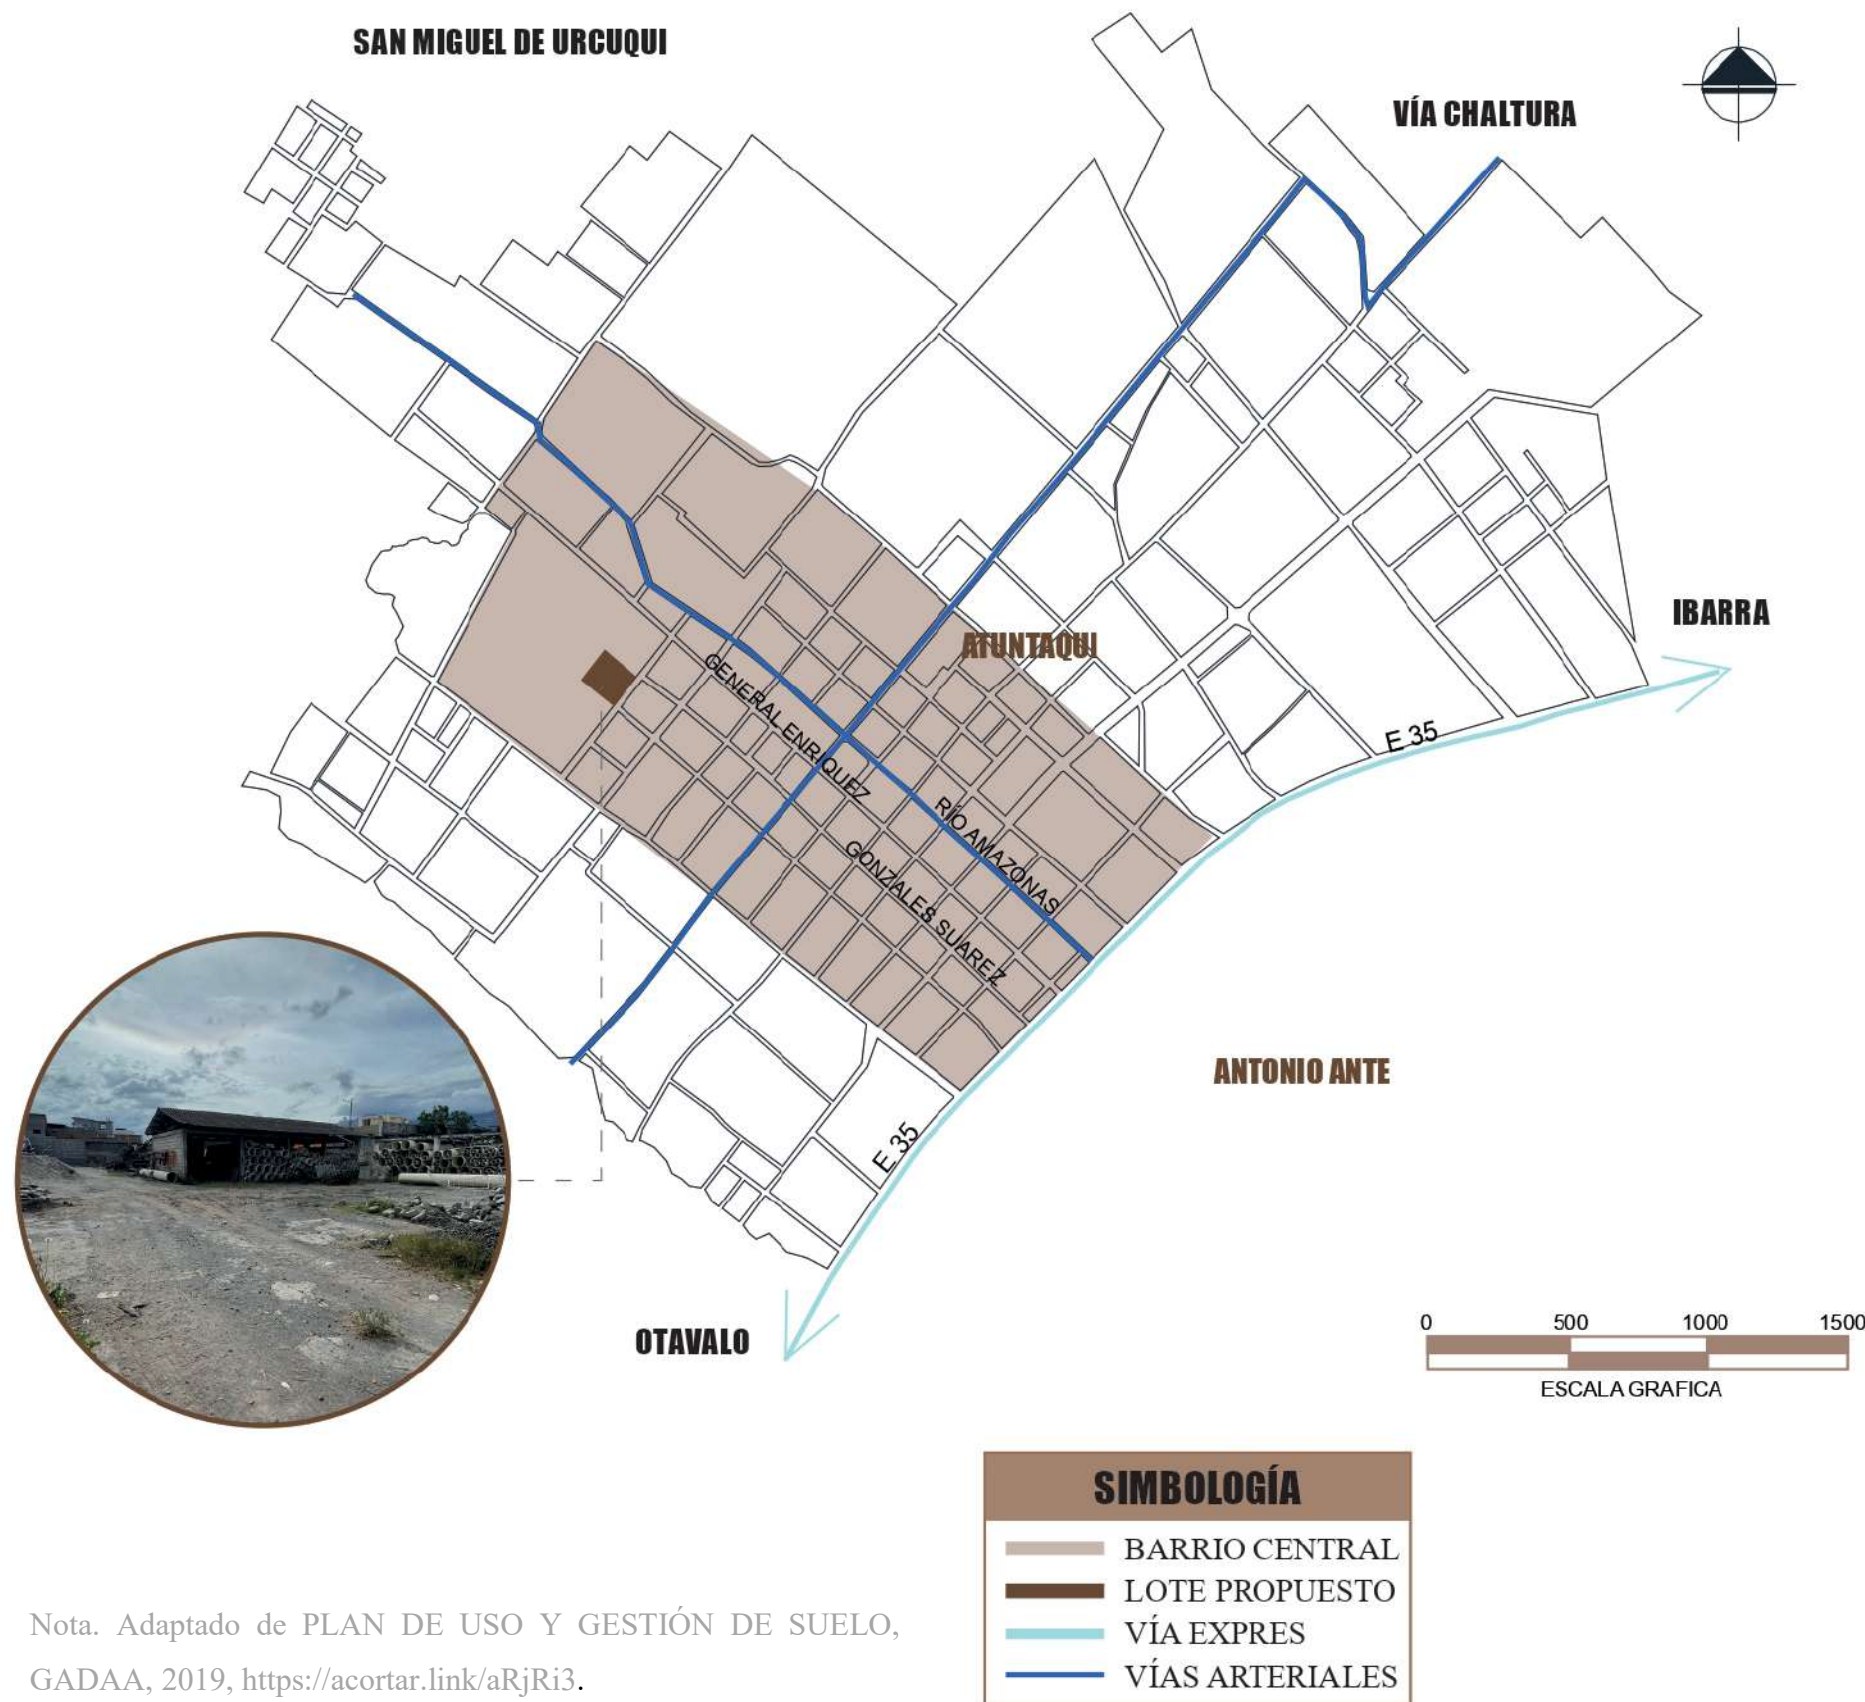 SAN MIGUEL DE URCUQUI
VÍA CHALTURA
IBARRA
ATUNTAQUI
GENERAL ENRIQUEZ
E 35
RÍO AMAZONAS
GONZALES SUAREZ
ANTONIO ANTE
E 35
OTAVALO
0 500 1000 1500
ESCALA GRAFICA
SIMBOLOGÍA
BARRIO CENTRAL
LOTE PROPUESTO
VÍA EXPRES
VÍAS ARTERIALES
Nota. Adaptado de PLAN DE USO Y GESTIÓN DE SUELO,
GADAA, 2019, https://acortar.link/aRjRi3.